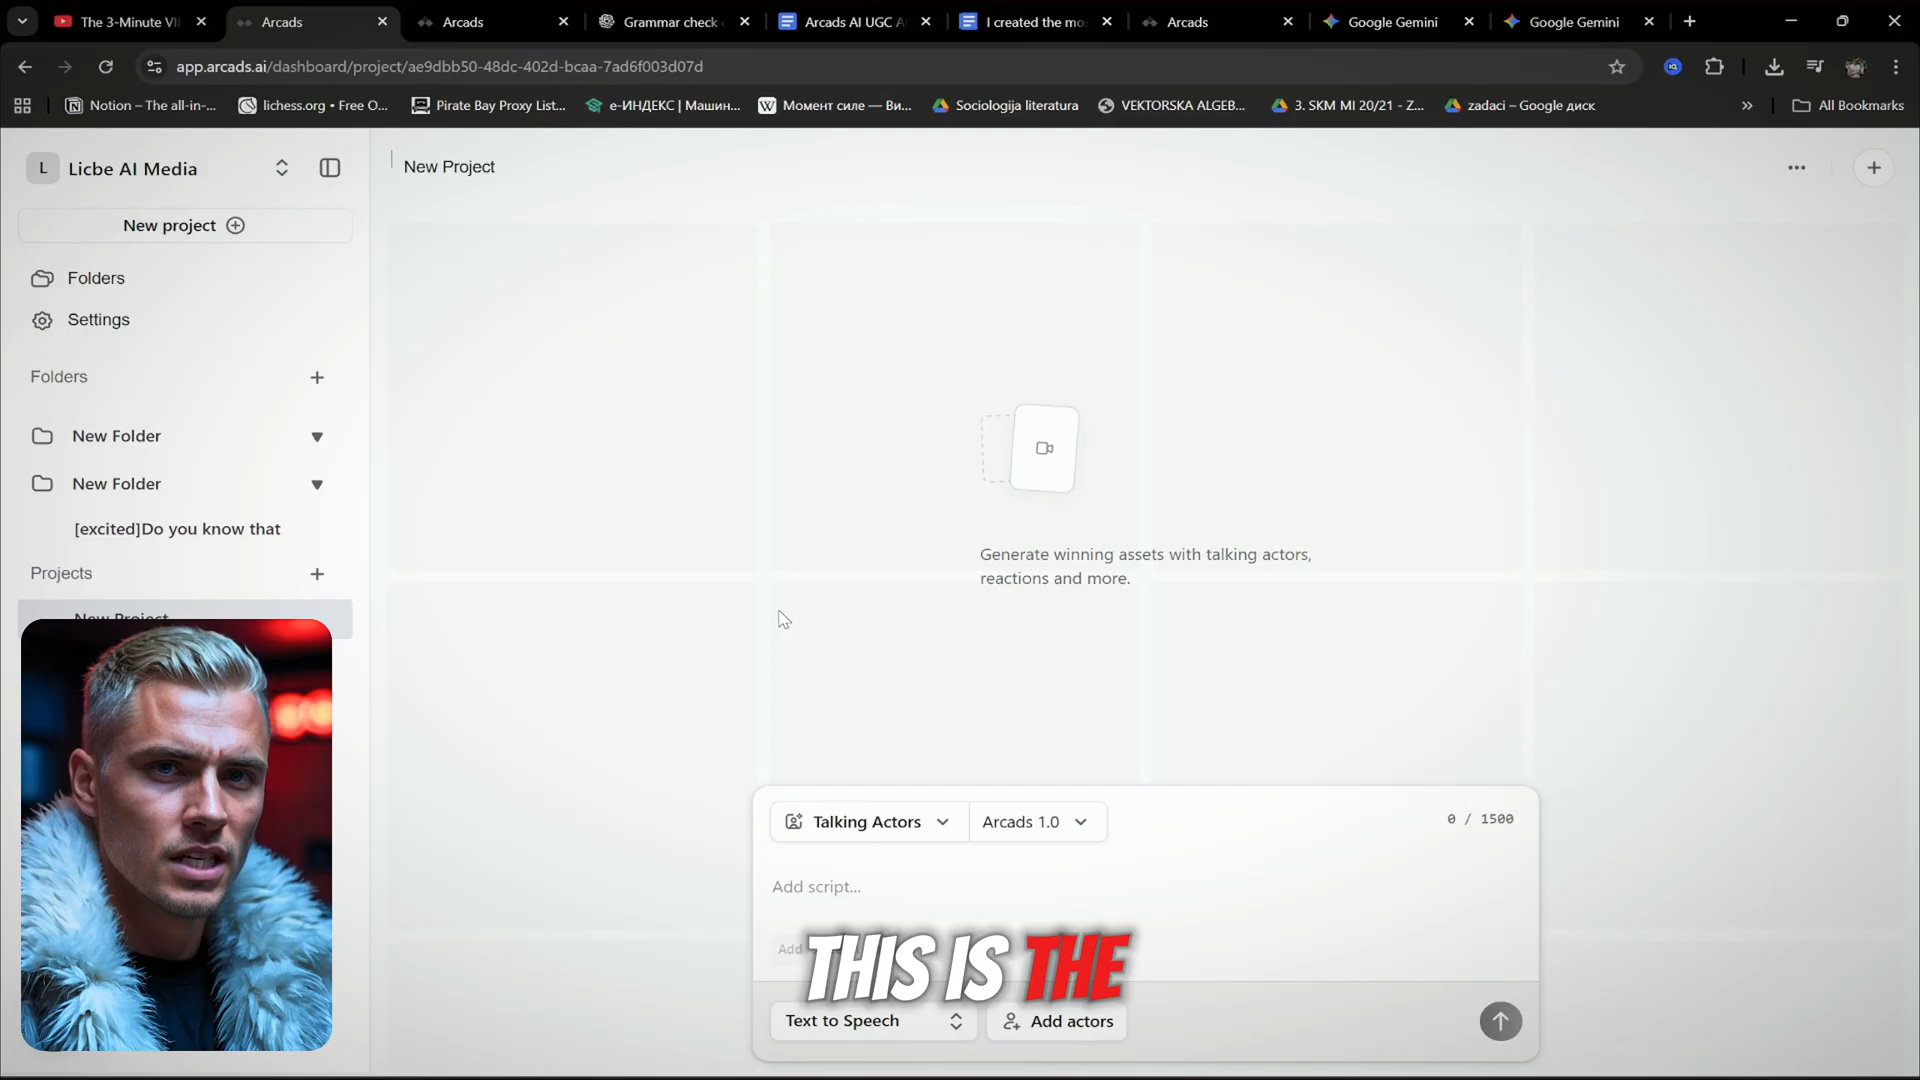 The 3-Minute VI
Arcads
Arcads
Grammar check
Arcads AI UGC A
I created the mo
Arcads
Google Gemini
Google Gemini
app.arcads.ai/dashboard/project/ae9dbb50-48dc-402d-bcaa-7ad6f003d07d
Notion – The all-in-...
lichess.org • Free O...
Pirate Bay Proxy List...
е-ИНДЕКС | Машин...
Момент силе — Ви...
Sociologija literatura
VEKTORSKA ALGEB...
3. SKM MI 20/21 - Z...
zadaci – Google диск
All Bookmarks
L
Licbe AI Media
New Project
New project
Folders
Settings
Folders
New Folder
New Folder
[excited]Do you know that
Projects
New Project
Generate winning assets with talking actors,
reactions and more.
Talking Actors
Arcads 1.0
0 / 1500
Add script...
Add
THIS IS THE
Text to Speech
Add actors